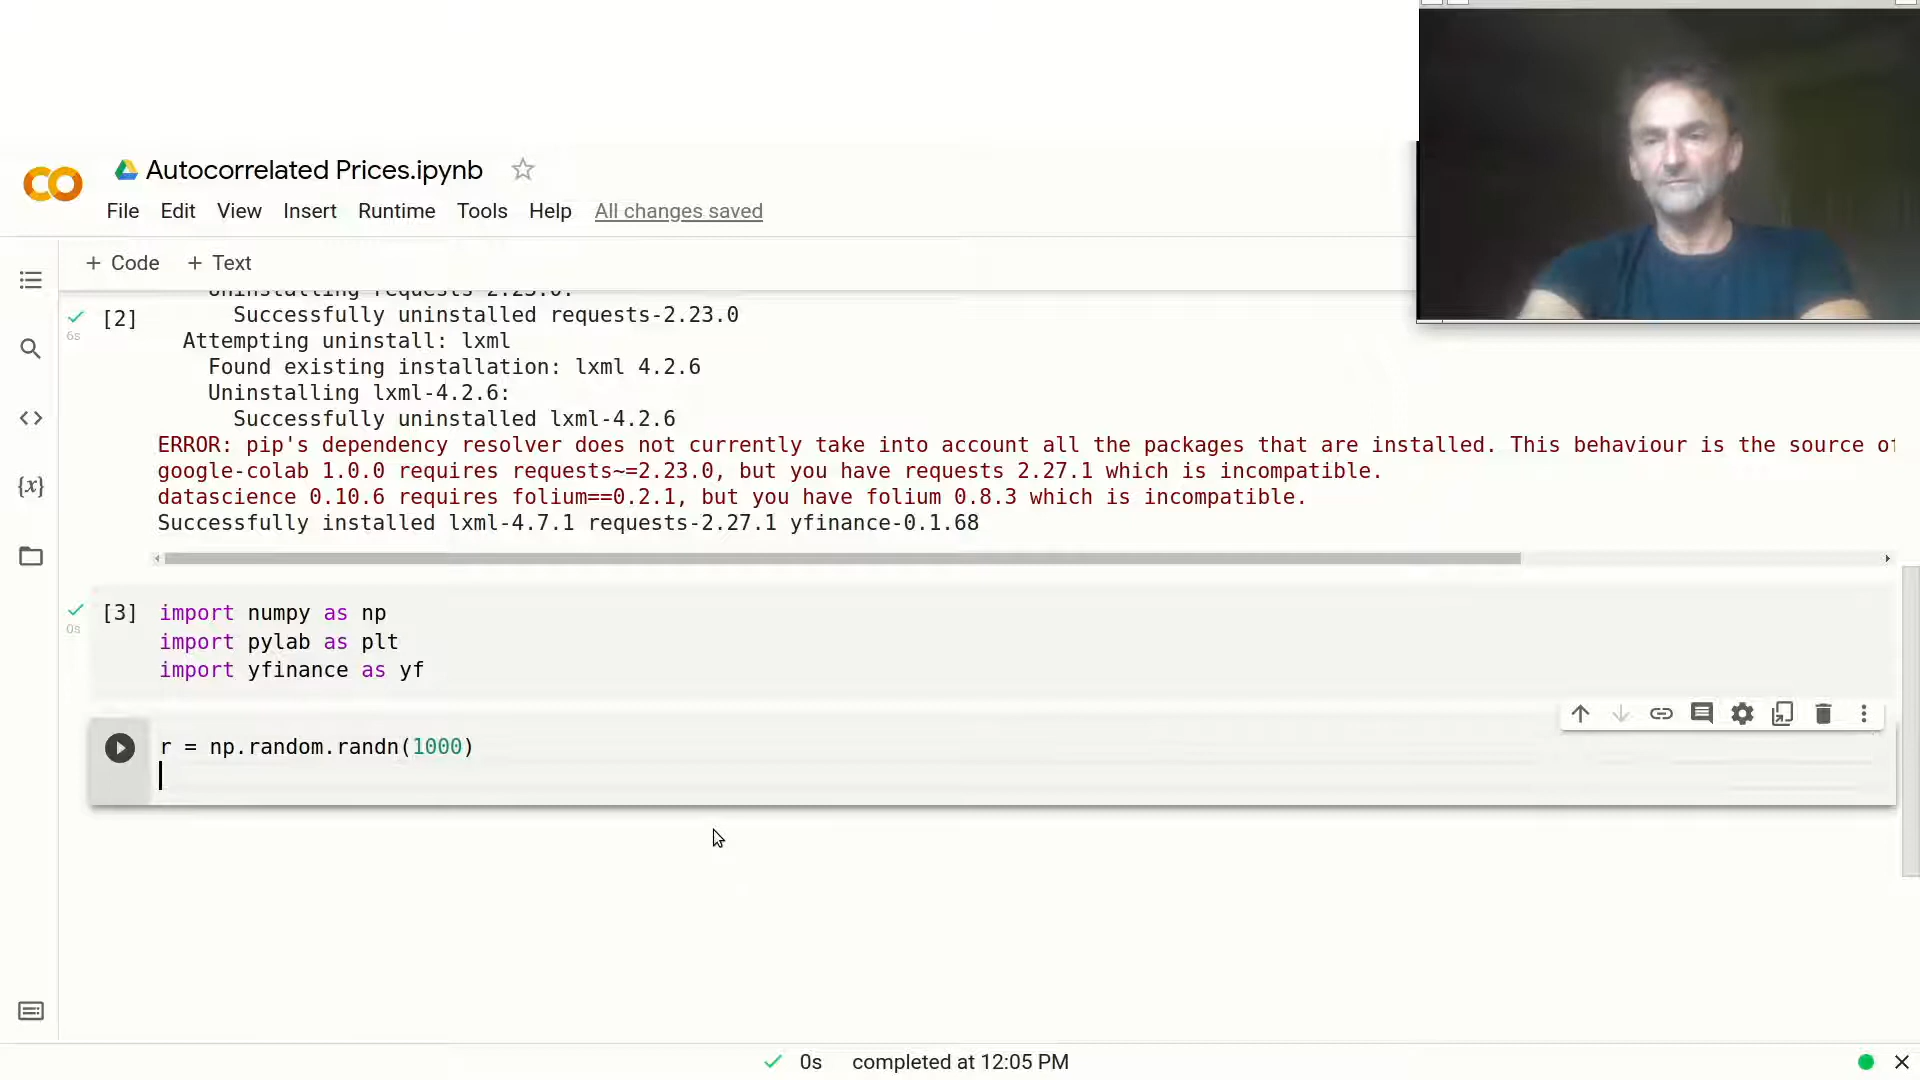 Autocorrelated Prices.ipynb
File Edit View Insert Runtime Tools Help All changes saved
+ Code + Text
Uninstalling requests-2.23.0:
[2] Successfully uninstalled requests-2.23.0
6s
Attempting uninstall: lxml
Found existing installation: lxml 4.2.6
Uninstalling lxml-4.2.6:
Successfully uninstalled lxml-4.2.6
ERROR: pip's dependency resolver does not currently take into account all the packages that are installed. This behaviour is the source of
google-colab 1.0.0 requires requests~=2.23.0, but you have requests 2.27.1 which is incompatible.
datascience 0.10.6 requires folium==0.2.1, but you have folium 0.8.3 which is incompatible.
Successfully installed lxml-4.7.1 requests-2.27.1 yfinance-0.1.68
[3] import numpy as np
0s
import pylab as plt
import yfinance as yf
r = np.random.randn(1000)
{x}
0s completed at 12:05 PM